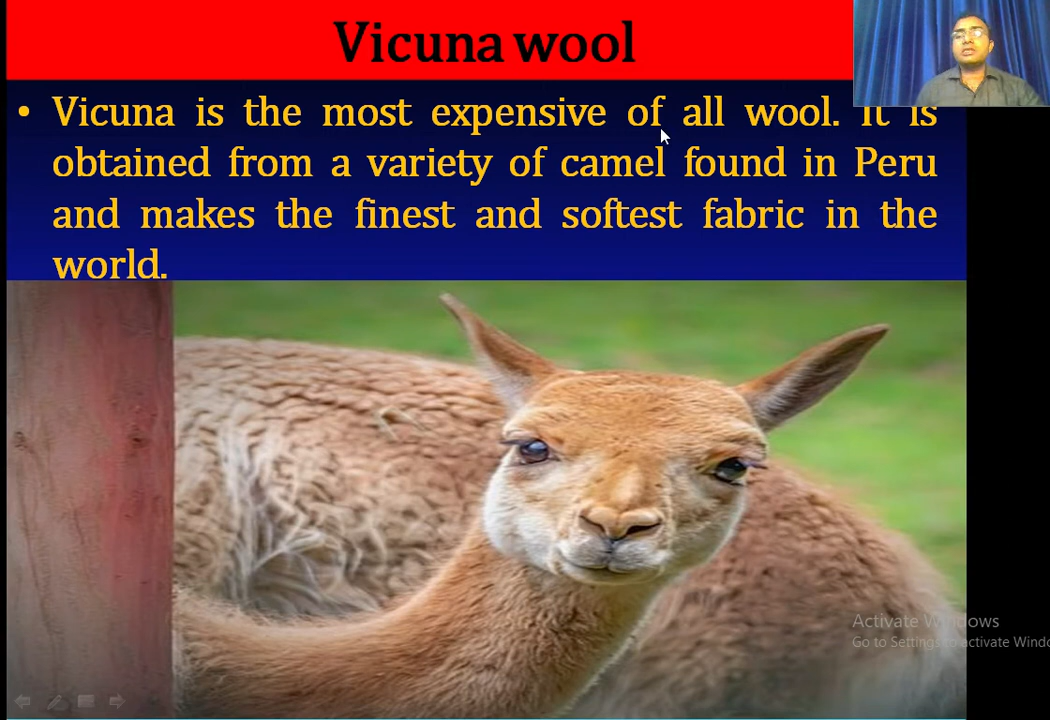 Vicuna wool
• Vicuna is the most expensive of all wool. It is
obtained from a variety of camel found in Peru
and makes the finest and softest fabric in the
world.
Activate Windows
Go to Settings to activate Windo